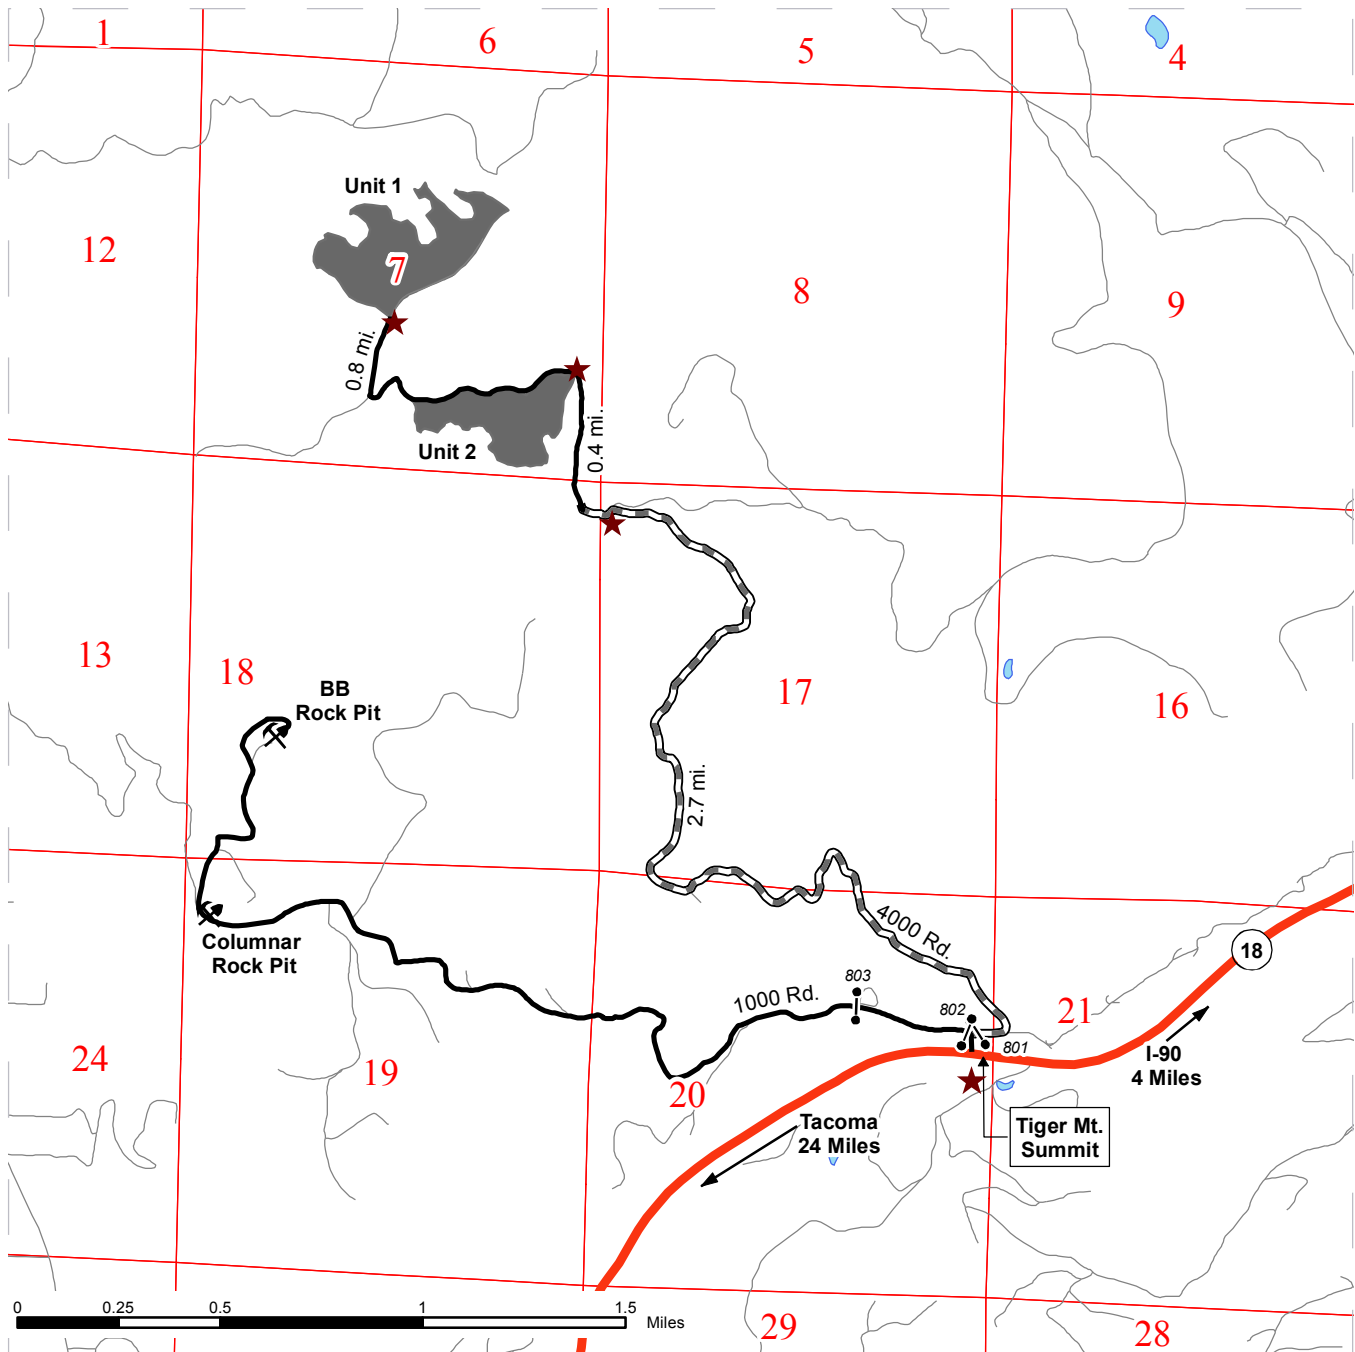 1
6
5
4
Unit 1
12
7
8
9
0.8 mi.
Unit 2
0.4 mi.
13
18
BB
Rock Pit
17
16
2.7 mi.
Columnar
Rock Pit
4000 Rd.
18
803
1000 Rd.
802
21
801
24
19
20
I-90
4 Miles
Tacoma
24 Miles
Tiger Mt.
Summit
0 0.25 0.5 1 1.5
Miles
29
28